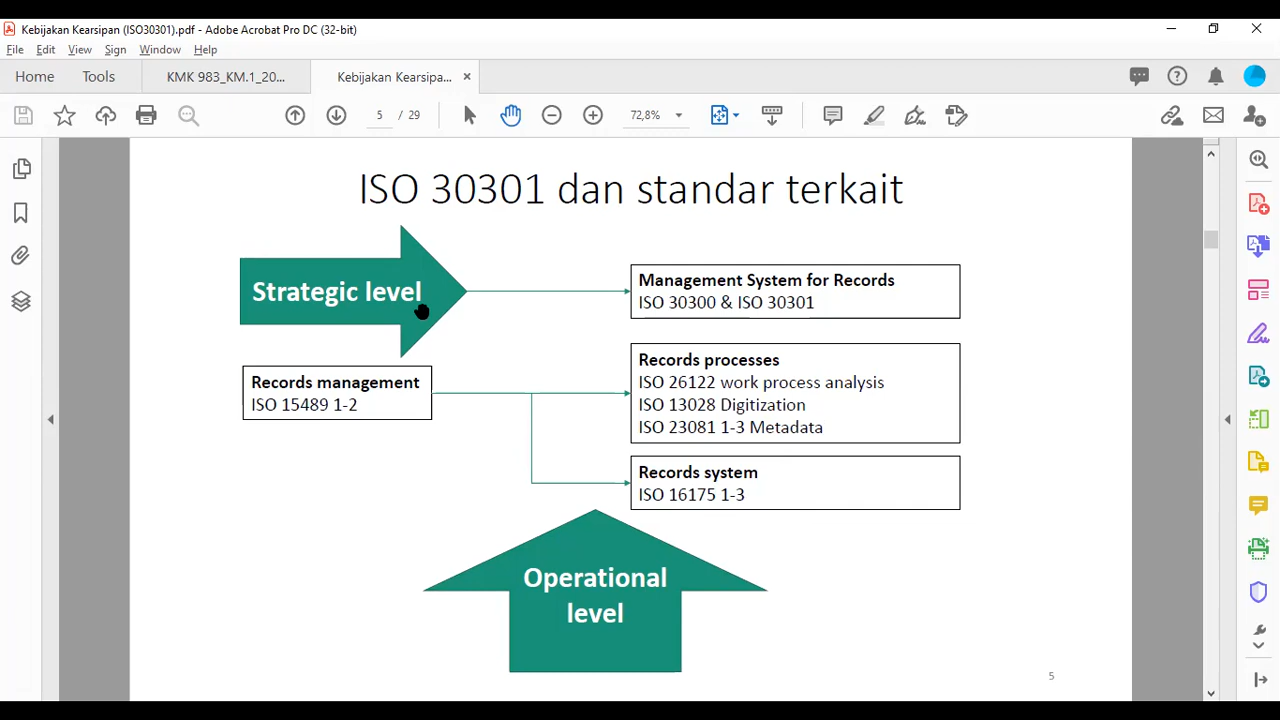 Kebijakan Kearsipan (ISO30301).pdf - Adobe Acrobat Pro DC (32-bit)
File Edit View Sign Window Help
Home Tools KMK 983_KM.1_20... Kebijakan Kearsipa... ×
5 / 29 72,8%
ISO 30301 dan standar terkait
Strategic level
Management System for Records
ISO 30300 & ISO 30301
Records management
ISO 15489 1-2
Records processes
ISO 26122 work process analysis
ISO 13028 Digitization
ISO 23081 1-3 Metadata
Records system
ISO 16175 1-3
Operational
level
5